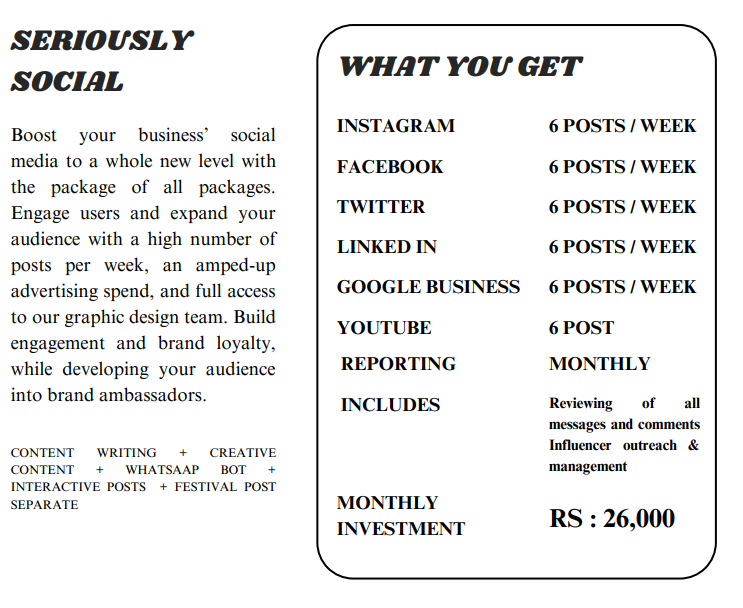 SERIOUSLY
SOCIAL
Boost your business' social
media to a whole new level with
the package of all packages.
Engage users and expand your
audience with a high number of
posts per week, an amped-up
advertising spend, and full access
to our graphic design team. Build
engagement and brand loyalty,
while developing your audience
into brand ambassadors.
CONTENT WRITING + CREATIVE
CONTENT + WHATSAAP BOT +
INTERACTIVE POSTS + FESTIVAL POST
SEPARATE
WHAT YOU GET
INSTAGRAM 6 POSTS / WEEK
FACEBOOK 6 POSTS / WEEK
TWITTER 6 POSTS / WEEK
LINKED IN 6 POSTS / WEEK
GOOGLE BUSINESS 6 POSTS / WEEK
YOUTUBE 6 POST
REPORTING MONTHLY
INCLUDES Reviewing of all
messages and comments
Influencer outreach &
management
MONTHLY
INVESTMENT RS : 26,000